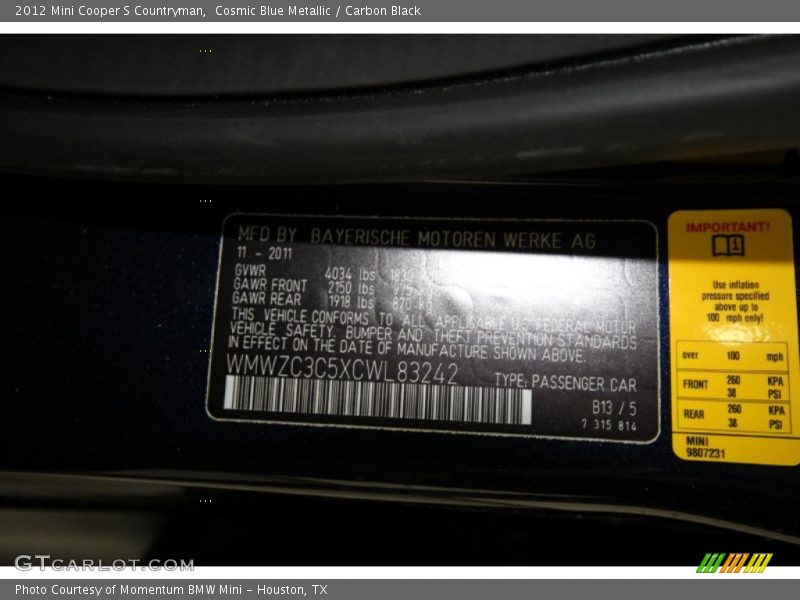 2012 Mini Cooper S Countryman, Cosmic Blue Metallic / Carbon Black
MFD BY BAYERISCHE MOTOREN WERKE AG
11 - 2011
GVWR 4034 lbs
GAWR FRONT 2150 lbs
GAWR REAR 1918 lbs 870
THIS VEHICLE CONFORMS TO ALL APPLICABLE US FEDERAL MOTOR
VEHICLE SAFETY, BUMPER AND THEFT PREVENTION STANDARDS
IN EFFECT ON THE DATE OF MANUFACTURE SHOWN ABOVE.
WMWZC3C5XCWL83242
TYPE: PASSENGER CAR
B13 / 5
7 315 814
IMPORTANT!
Use inflation
pressure specified
above up to
100 mph only!
over 100 mph
FRONT 260 KPA
38 PSI
REAR 260 KPA
38 PSI
MINI
9807231
GTcarlot.com
Photo Courtesy of Momentum BMW Mini - Houston, TX